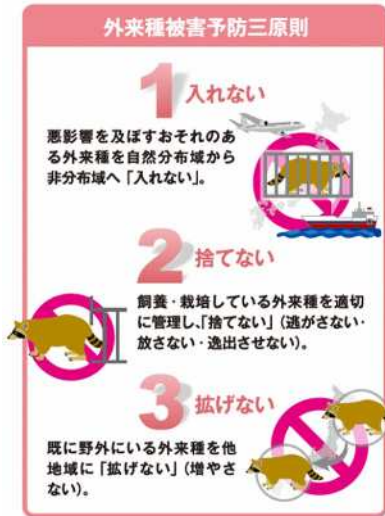 外来種被害予防三原則
1 入れない
悪影響を及ぼすおそれのあ
る外来種を自然分布域から
非分布域へ「入れない」。
2 捨てない
飼養・栽培している外来種を適切
に管理し、「捨てない」（逃がさない・
放さない・逸出させない）。
3 拡げない
既に野外にいる外来種を他
地域に「拡げない」（増やさ
ない）。